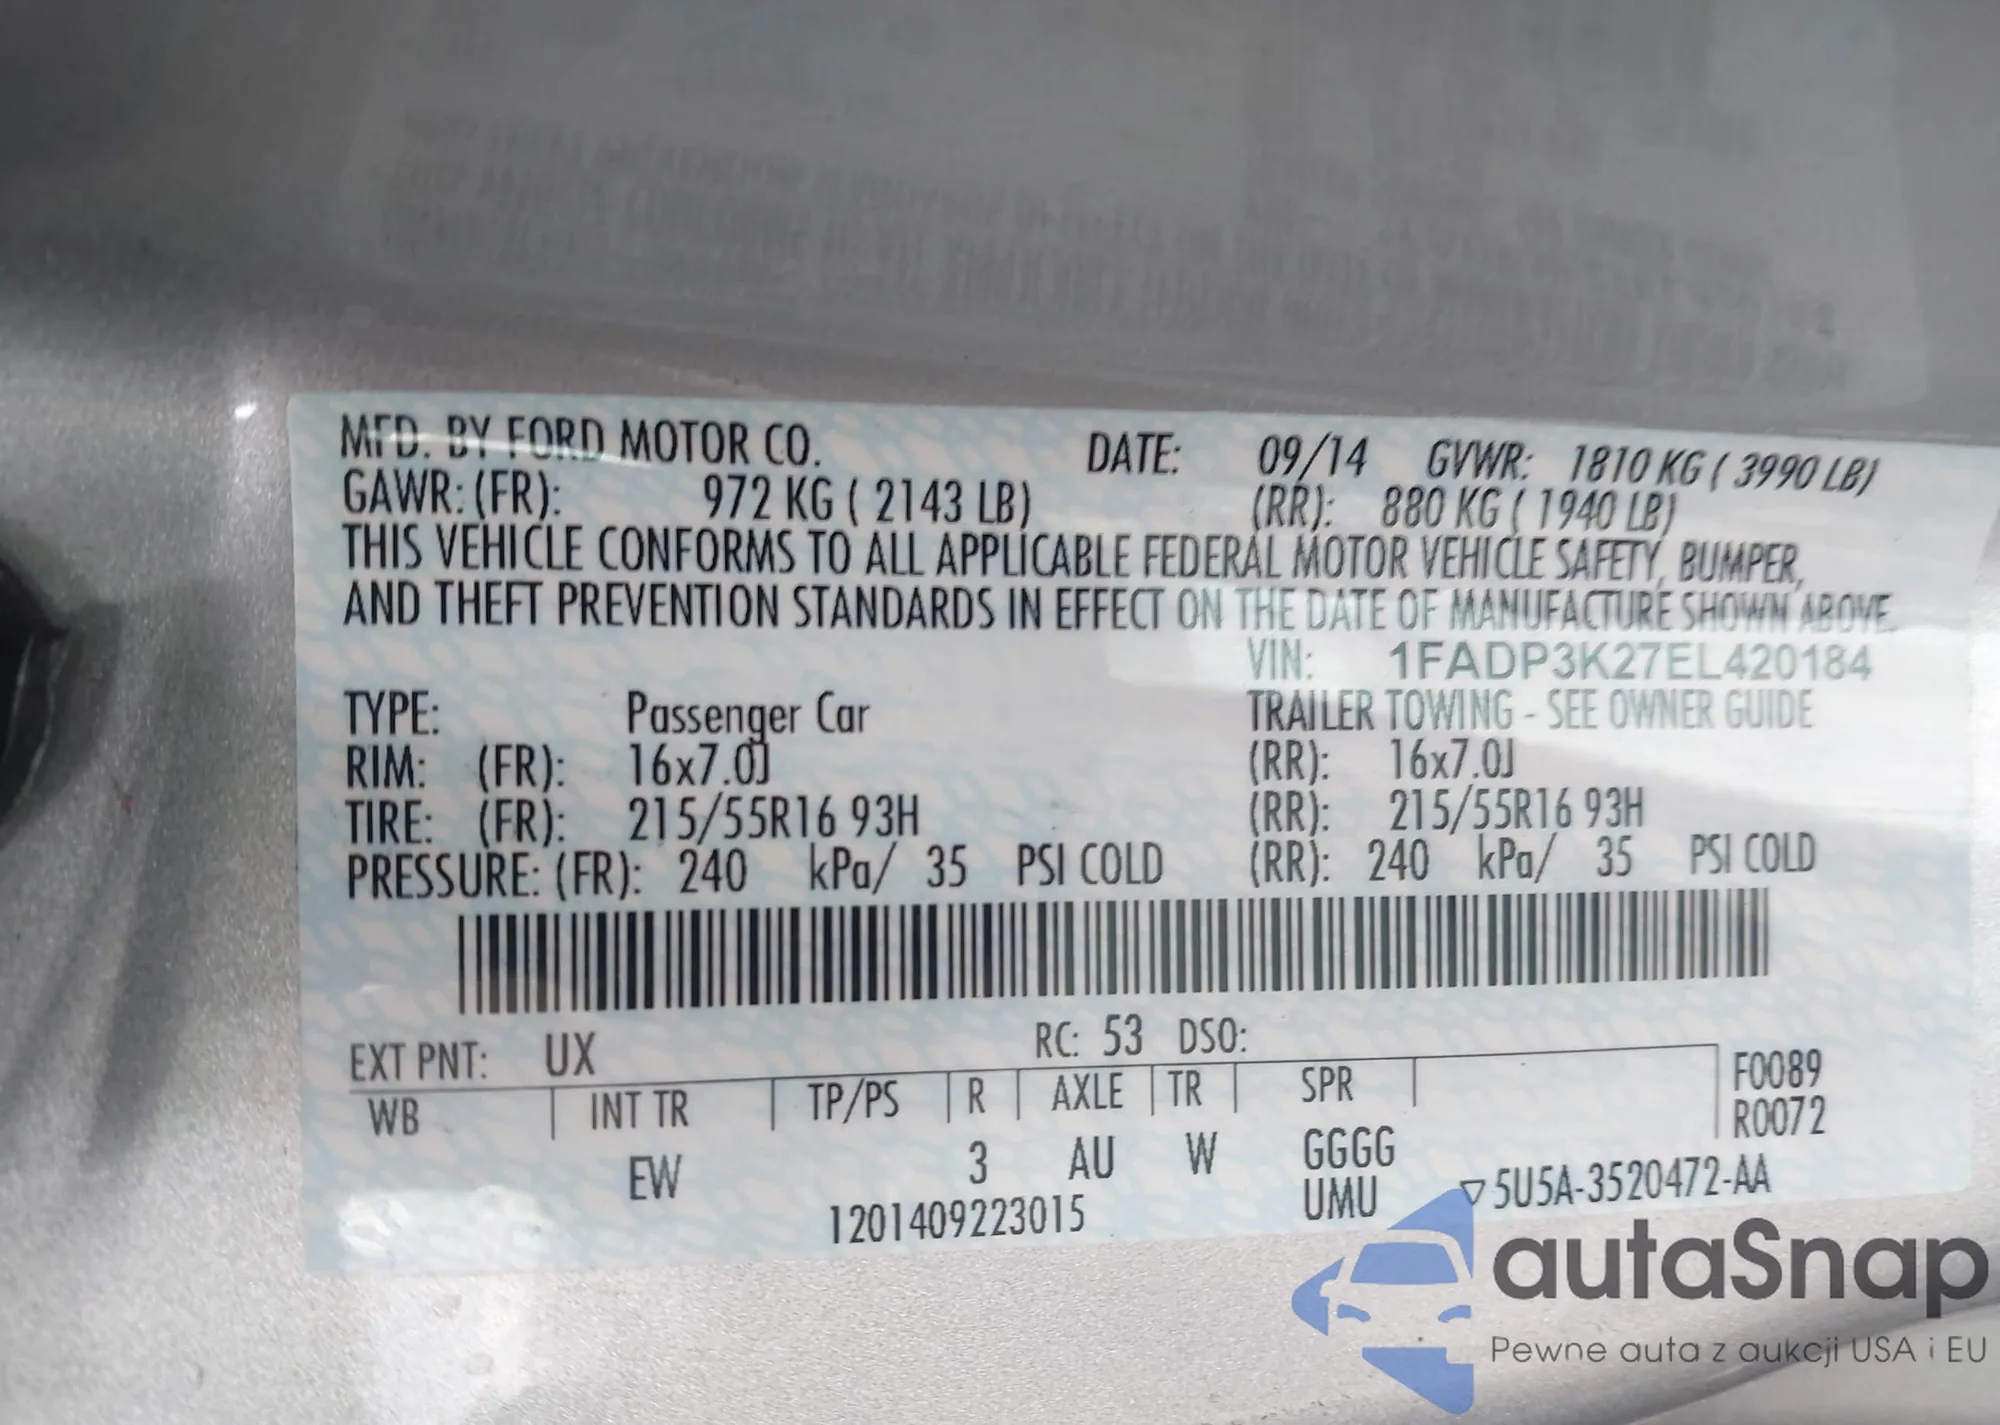 MFD. BY FORD MOTOR CO. DATE: 09/14 GVWR: 1810 KG ( 3990 LB)
GAWR: (FR): 972 KG ( 2143 LB) (RR): 880 KG ( 1940 LB)
THIS VEHICLE CONFORMS TO ALL APPLICABLE FEDERAL MOTOR VEHICLE SAFETY, BUMPER,
AND THEFT PREVENTION STANDARDS IN EFFECT ON THE DATE OF MANUFACTURE SHOWN ABOVE.
VIN: 1FADP3K27EL420184
TYPE: Passenger Car TRAILER TOWING - SEE OWNER GUIDE
RIM: (FR): 16x7.0J (RR): 16x7.0J
TIRE: (FR): 215/55R16 93H (RR): 215/55R16 93H
PRESSURE: (FR): 240 kPa/ 35 PSI COLD (RR): 240 kPa/ 35 PSI COLD
EXT PNT: UX RC: 53 DSO:
WB INT TR TP/PS R AXLE TR SPR F0089
R0072
EW 3 AU W GGGG
1201409223015 UMU ▽5U5A-3520472-AA
autaSnap
Pewne auta z aukcji USA i EU